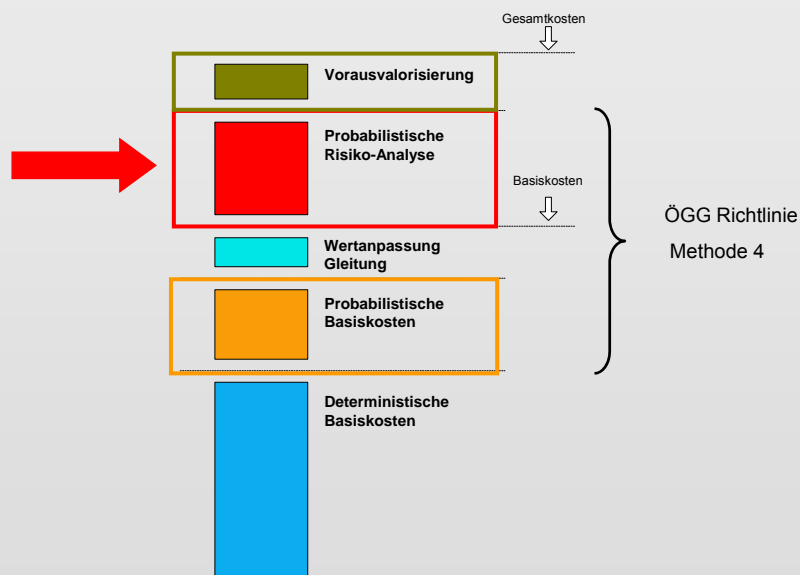 Gesamtkosten
Vorausvalorisierung
Probabilistische
Risiko-Analyse
Basiskosten
ÖGG Richtlinie
Methode 4
Wertanpassung
Gleitung
Probabilistische
Basiskosten
Deterministische
Basiskosten